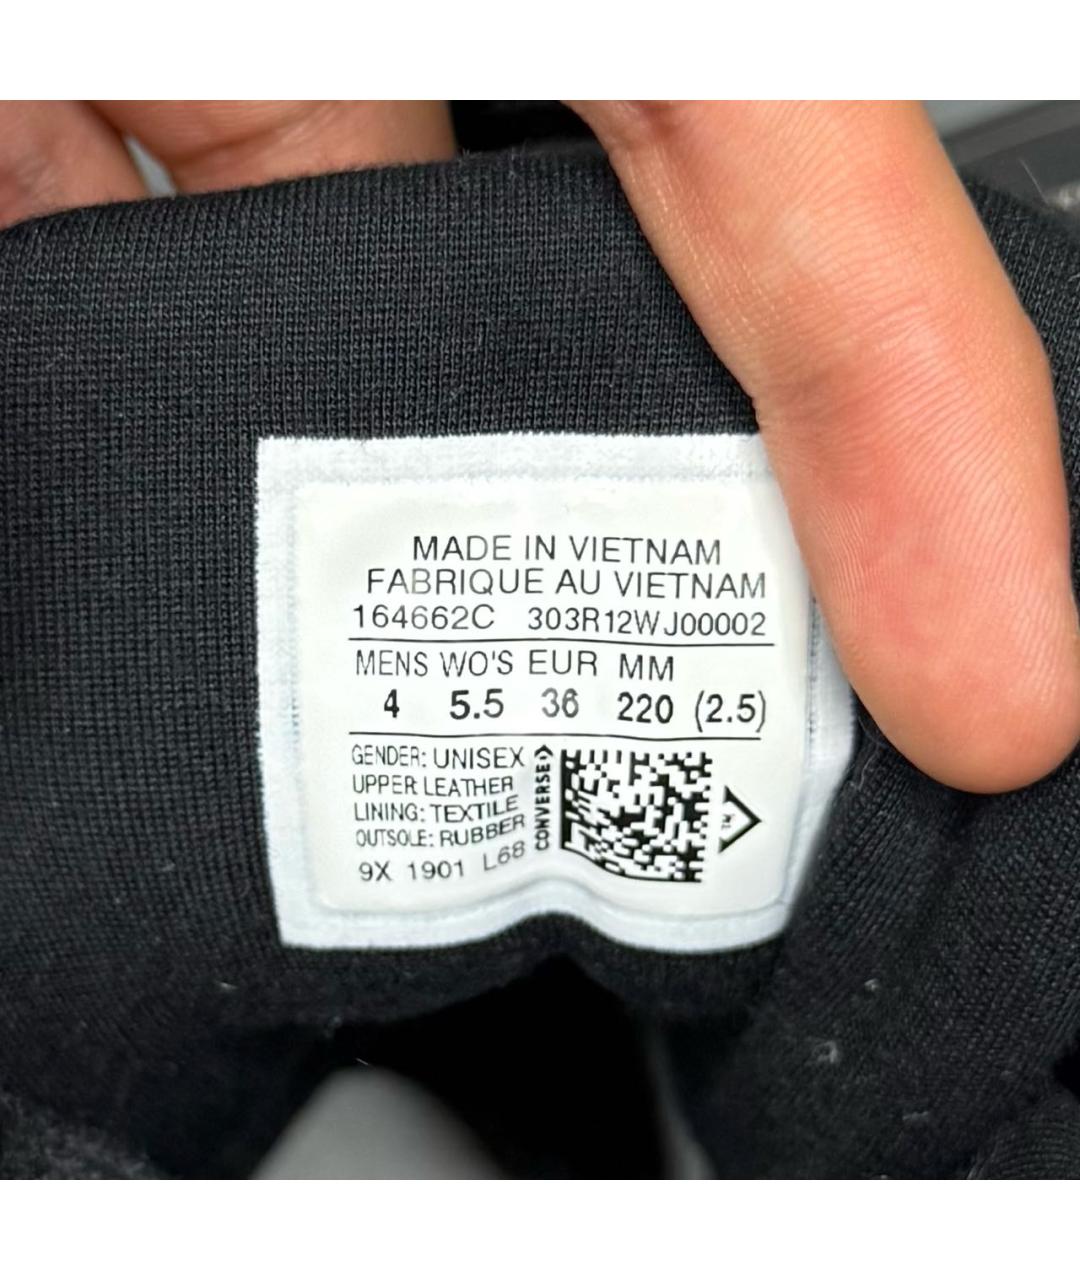 MADE IN VIETNAM
FABRIQUE AU VIETNAM
164662C 303R12WJ00002
MENS WO'S EUR MM
4 5.5 36 220 (2.5)
GENDER: UNISEX
UPPER: LEATHER
LINING: TEXTILE
OUTSOLE: RUBBER
9X 1901 L68
CONVERSE
TM